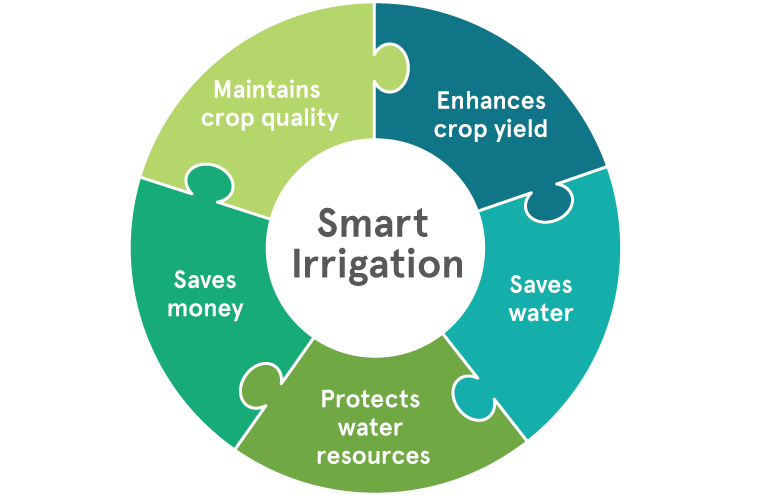 Maintains
crop quality
Enhances
crop yield
Smart
Irrigation
Saves
money
Saves
water
Protects
water
resources